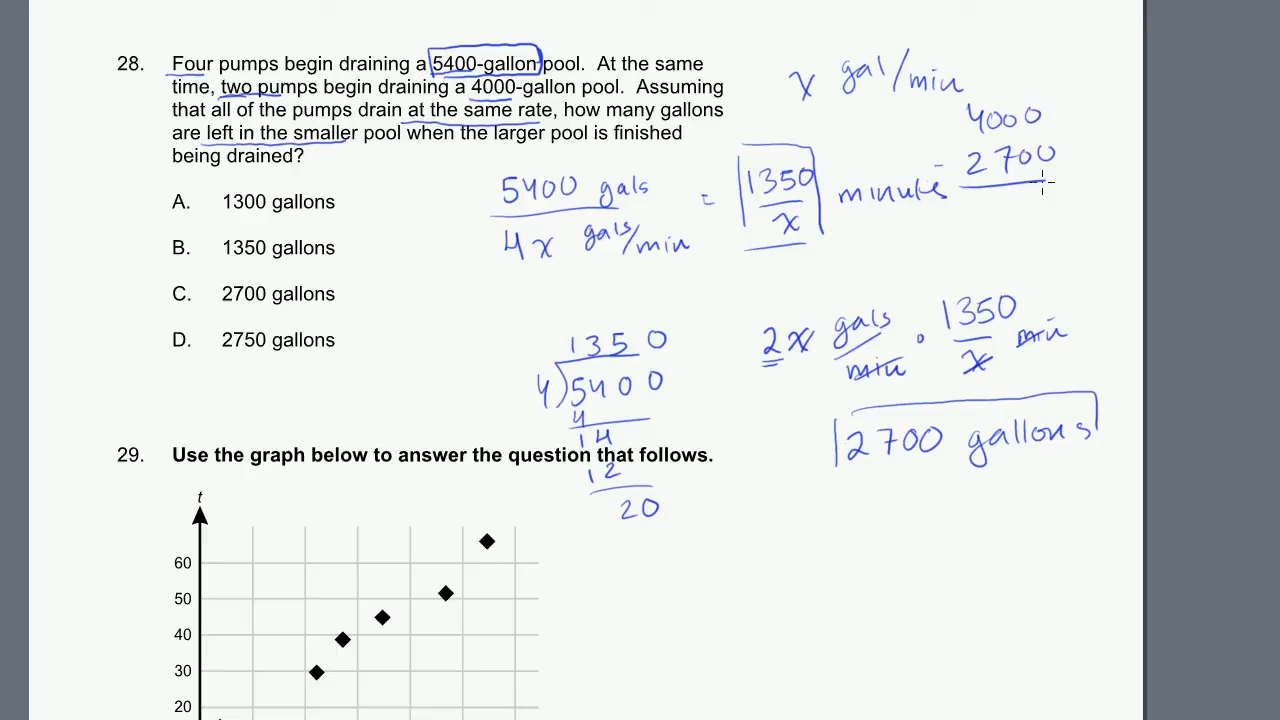 28. Four pumps begin draining a 5400-gallon pool. At the same
time, two pumps begin draining a 4000-gallon pool. Assuming
that all of the pumps drain at the same rate, how many gallons
are left in the smaller pool when the larger pool is finished
being drained?
A. 1300 gallons
B. 1350 gallons
C. 2700 gallons
D. 2750 gallons
x gal/min
4000
- 2700
5400 gals
4x gals/min
= 1350
x
minutes
1350
4)5400
4
14
12
20
2x gals/min · 1350/x min
2700 gallons
29. Use the graph below to answer the question that follows.
t
60
50
40
30
20